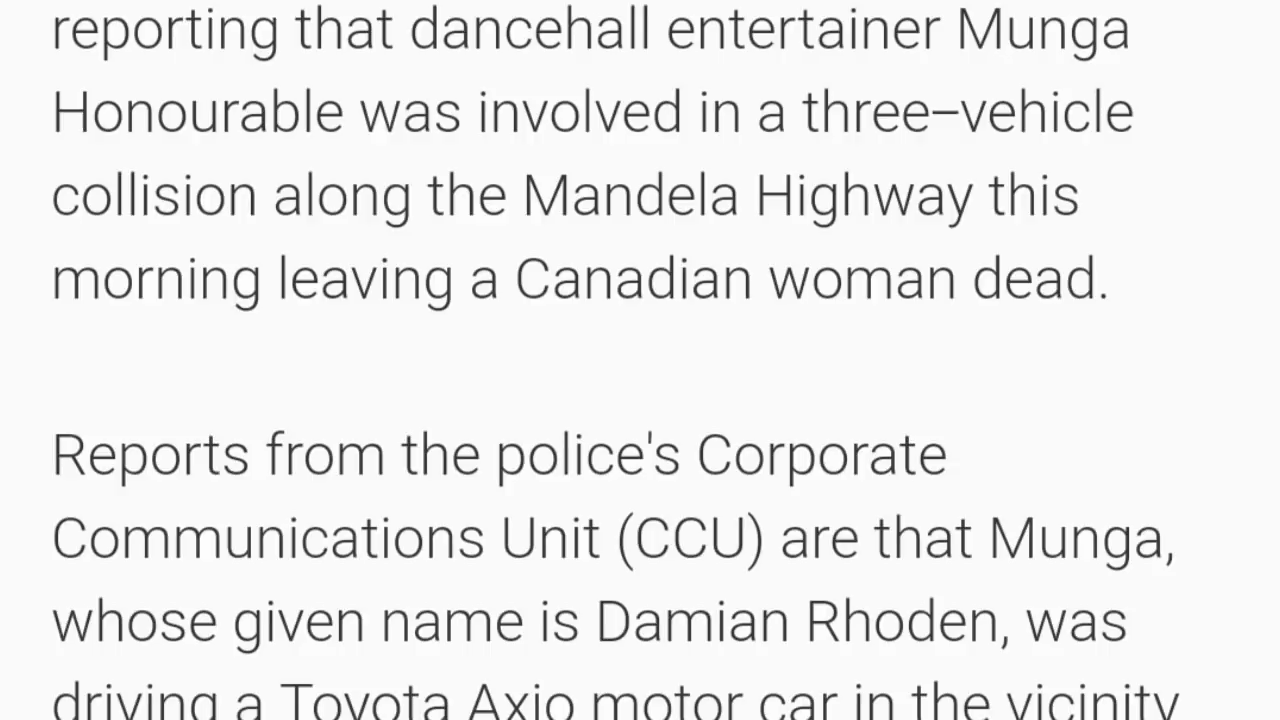 reporting that dancehall entertainer Munga
Honourable was involved in a three–vehicle
collision along the Mandela Highway this
morning leaving a Canadian woman dead.
Reports from the police's Corporate
Communications Unit (CCU) are that Munga,
whose given name is Damian Rhoden, was
driving a Toyota Axio motor car in the vicinity